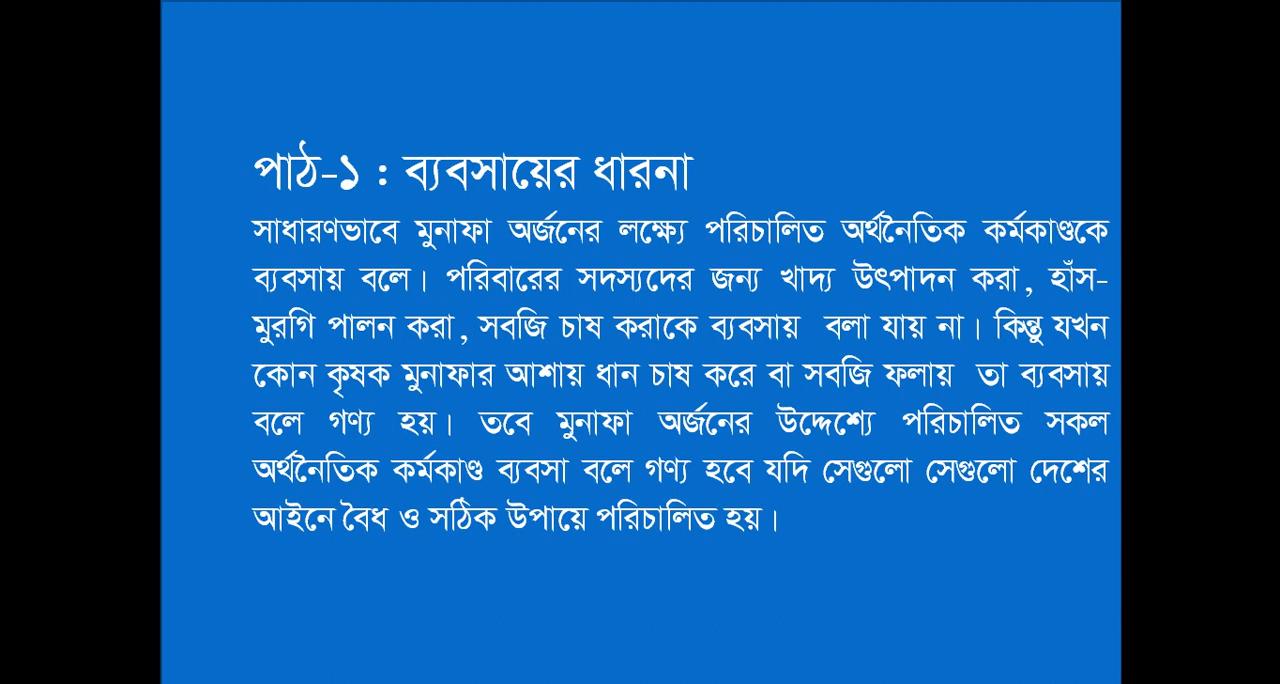 পাঠ-১ : ব্যবসায়ের ধারনা
সাধারণভাবে মুনাফা অর্জনের লক্ষ্যে পরিচালিত অর্থনৈতিক কর্মকাণ্ডকে
ব্যবসায় বলে। পরিবারের সদস্যদের জন্য খাদ্য উৎপাদন করা, হাঁস-
মুরগি পালন করা, সবজি চাষ করাকে ব্যবসায় বলা যায় না। কিন্তু যখন
কোন কৃষক মুনাফার আশায় ধান চাষ করে বা সবজি ফলায় তা ব্যবসায়
বলে গণ্য হয়। তবে মুনাফা অর্জনের উদ্দেশ্যে পরিচালিত সকল
অর্থনৈতিক কর্মকাণ্ড ব্যবসা বলে গণ্য হবে যদি সেগুলো সেগুলো দেশের
আইনে বৈধ ও সঠিক উপায়ে পরিচালিত হয়।